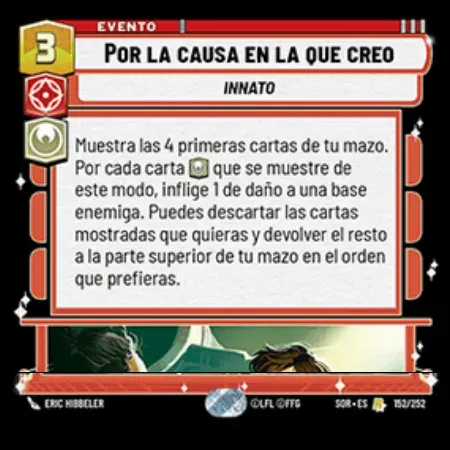 EVENTO
3
POR LA CAUSA EN LA QUE CREO
INNATO
Muestra las 4 primeras cartas de tu mazo.
Por cada carta que se muestre de
este modo, inflige 1 de daño a una base
enemiga. Puedes descartar las cartas
mostradas que quieras y devolver el resto
a la parte superior de tu mazo en el orden
que prefieras.
ERIC HIBBELER ©LFL ©FFG SOR • ES 152/252